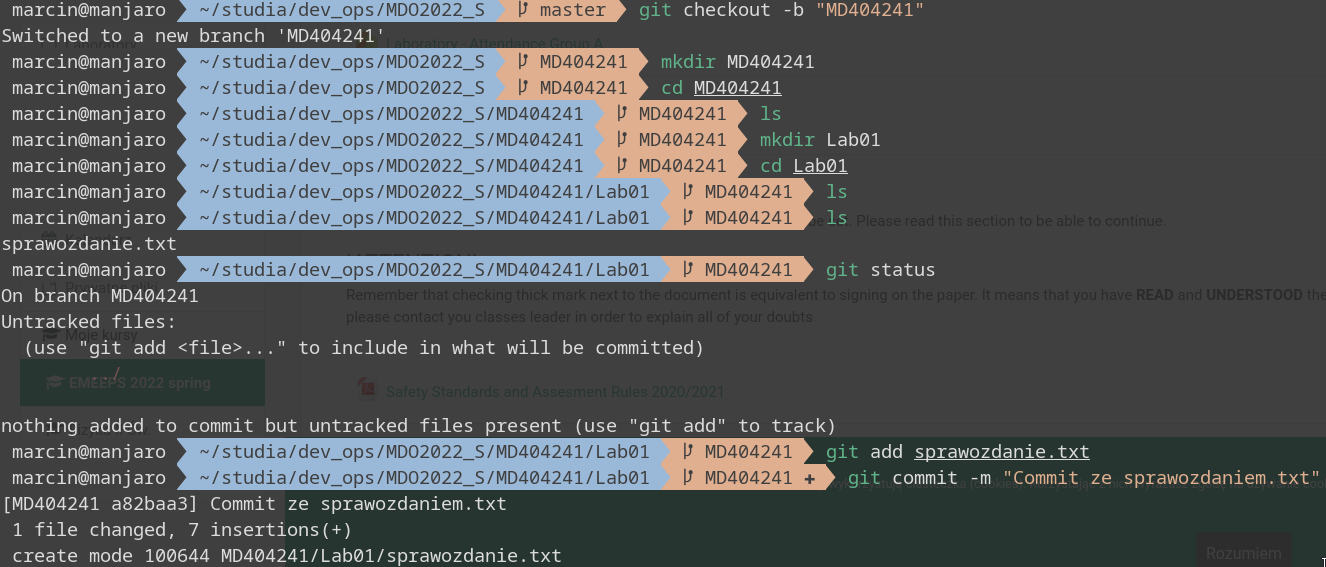 marcin@manjaro ~/studia/dev_ops/MDO2022_S master git checkout -b "MD404241"
Switched to a new branch 'MD404241'
marcin@manjaro ~/studia/dev_ops/MDO2022_S MD404241 mkdir MD404241
marcin@manjaro ~/studia/dev_ops/MDO2022_S MD404241 cd MD404241
marcin@manjaro ~/studia/dev_ops/MDO2022_S/MD404241 MD404241 ls
marcin@manjaro ~/studia/dev_ops/MDO2022_S/MD404241 MD404241 mkdir Lab01
marcin@manjaro ~/studia/dev_ops/MDO2022_S/MD404241 MD404241 cd Lab01
marcin@manjaro ~/studia/dev_ops/MDO2022_S/MD404241/Lab01 MD404241 ls
marcin@manjaro ~/studia/dev_ops/MDO2022_S/MD404241/Lab01 MD404241 ls
sprawozdanie.txt
marcin@manjaro ~/studia/dev_ops/MDO2022_S/MD404241/Lab01 MD404241 git status
On branch MD404241
Untracked files:
(use "git add <file>..." to include in what will be committed)
../
nothing added to commit but untracked files present (use "git add" to track)
marcin@manjaro ~/studia/dev_ops/MDO2022_S/MD404241/Lab01 MD404241 git add sprawozdanie.txt
marcin@manjaro ~/studia/dev_ops/MDO2022_S/MD404241/Lab01 MD404241 + git commit -m "Commit ze sprawozdaniem.txt"
[MD404241 a82baa3] Commit ze sprawozdaniem.txt
1 file changed, 7 insertions(+)
create mode 100644 MD404241/Lab01/sprawozdanie.txt
Laboratory - Attendance Group A
Please read this section to be able to continue.
Remember that checking thick mark next to the document is equivalent to signing on the paper. It means that you have READ and UNDERSTOOD the
please contact you classes leader in order to explain all of your doubts
Moje kursy
EMEEPS 2022 spring
Safety Standards and Assesment Rules 2020/2021
Rozumiem